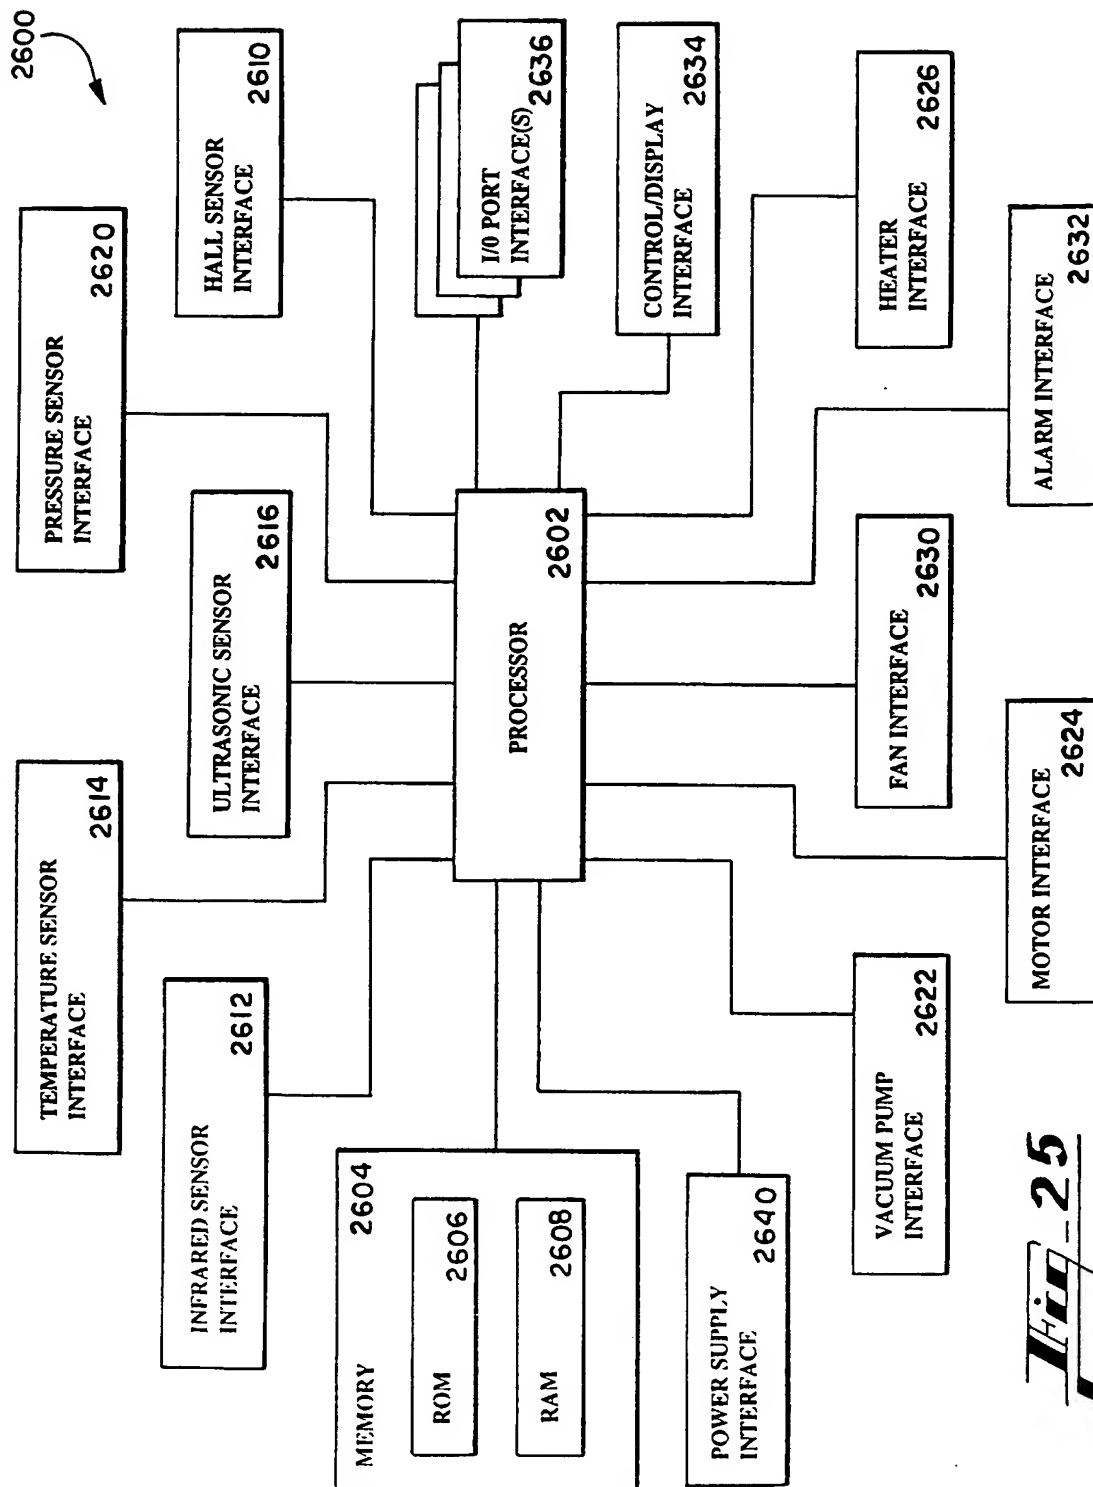 2600
TEMPERATURE SENSOR
INTERFACE
2614
PRESSURE SENSOR
INTERFACE
2620
INFRARED SENSOR
INTERFACE
2612
ULTRASONIC SENSOR
INTERFACE
2616
HALL SENSOR
INTERFACE
2610
MEMORY
2604
ROM
2606
RAM
2608
PROCESSOR
2602
I/0 PORT
INTERFACE(S)
2636
CONTROL/DISPLAY
INTERFACE
2634
POWER SUPPLY
INTERFACE
2640
VACUUM PUMP
INTERFACE
2622
FAN INTERFACE
2630
HEATER
INTERFACE
2626
MOTOR INTERFACE
2624
ALARM INTERFACE
2632
Fig_25